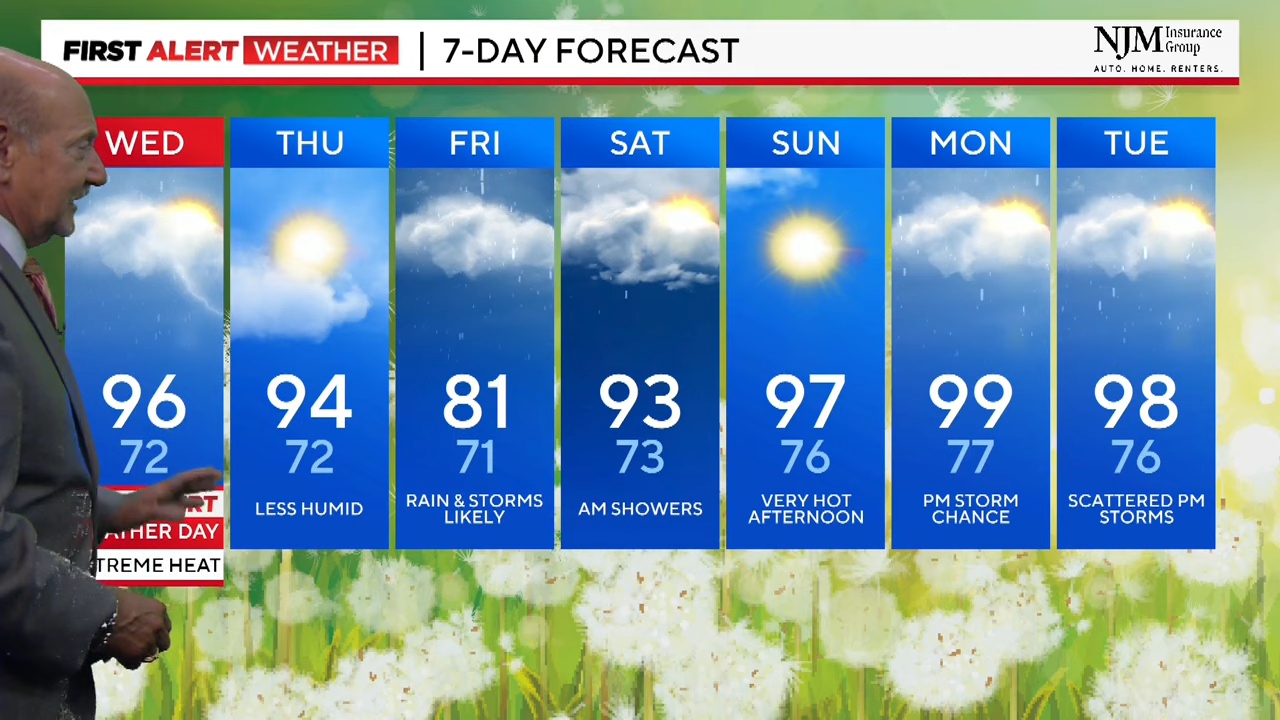 FIRST ALERT WEATHER | 7-DAY FORECAST
NJM Insurance Group
AUTO. HOME. RENTERS.
WED
96
72
DAY
HEAT
THU
94
72
LESS HUMID
FRI
81
71
RAIN & STORMS
LIKELY
SAT
93
73
AM SHOWERS
SUN
97
76
VERY HOT
AFTERNOON
MON
99
77
PM STORM
CHANCE
TUE
98
76
SCATTERED PM
STORMS